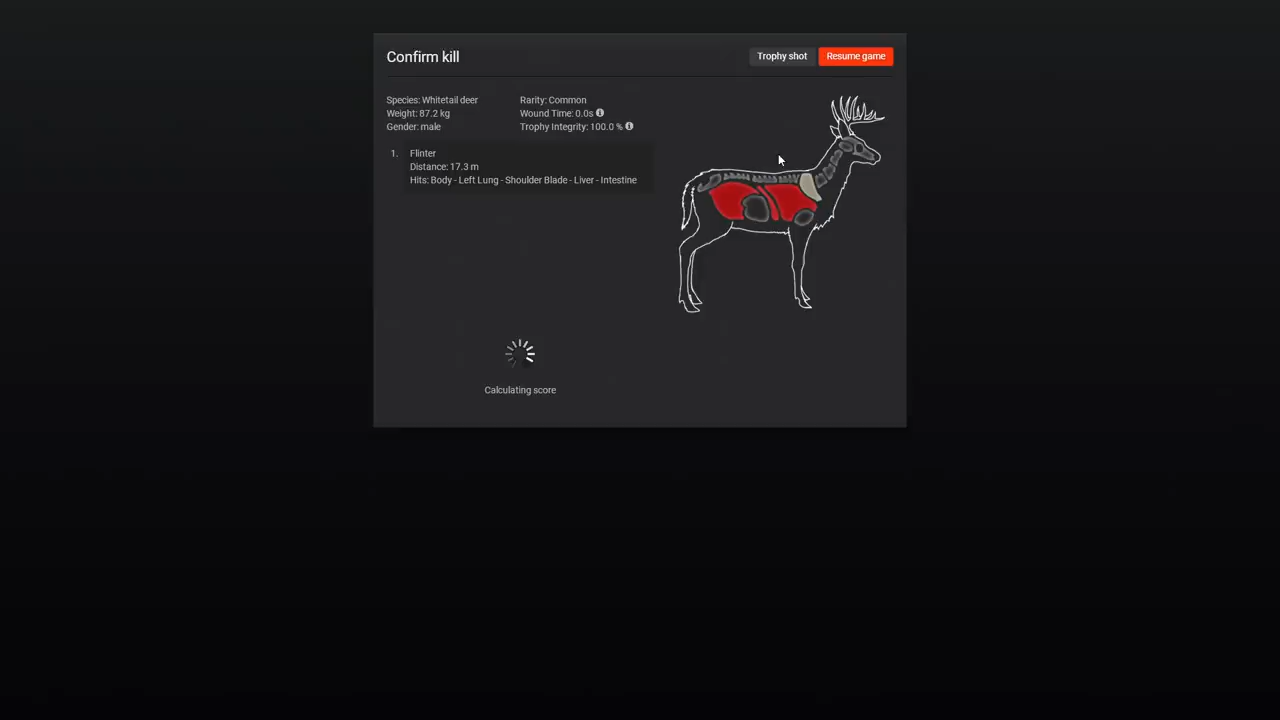 Confirm kill
Trophy shot
Resume game
Species: Whitetail deer
Rarity: Common
Weight: 87.2 kg
Wound Time: 0.0s
Gender: male
Trophy Integrity: 100.0 %
1. Flinter
Distance: 17.3 m
Hits: Body - Left Lung - Shoulder Blade - Liver - Intestine
Calculating score